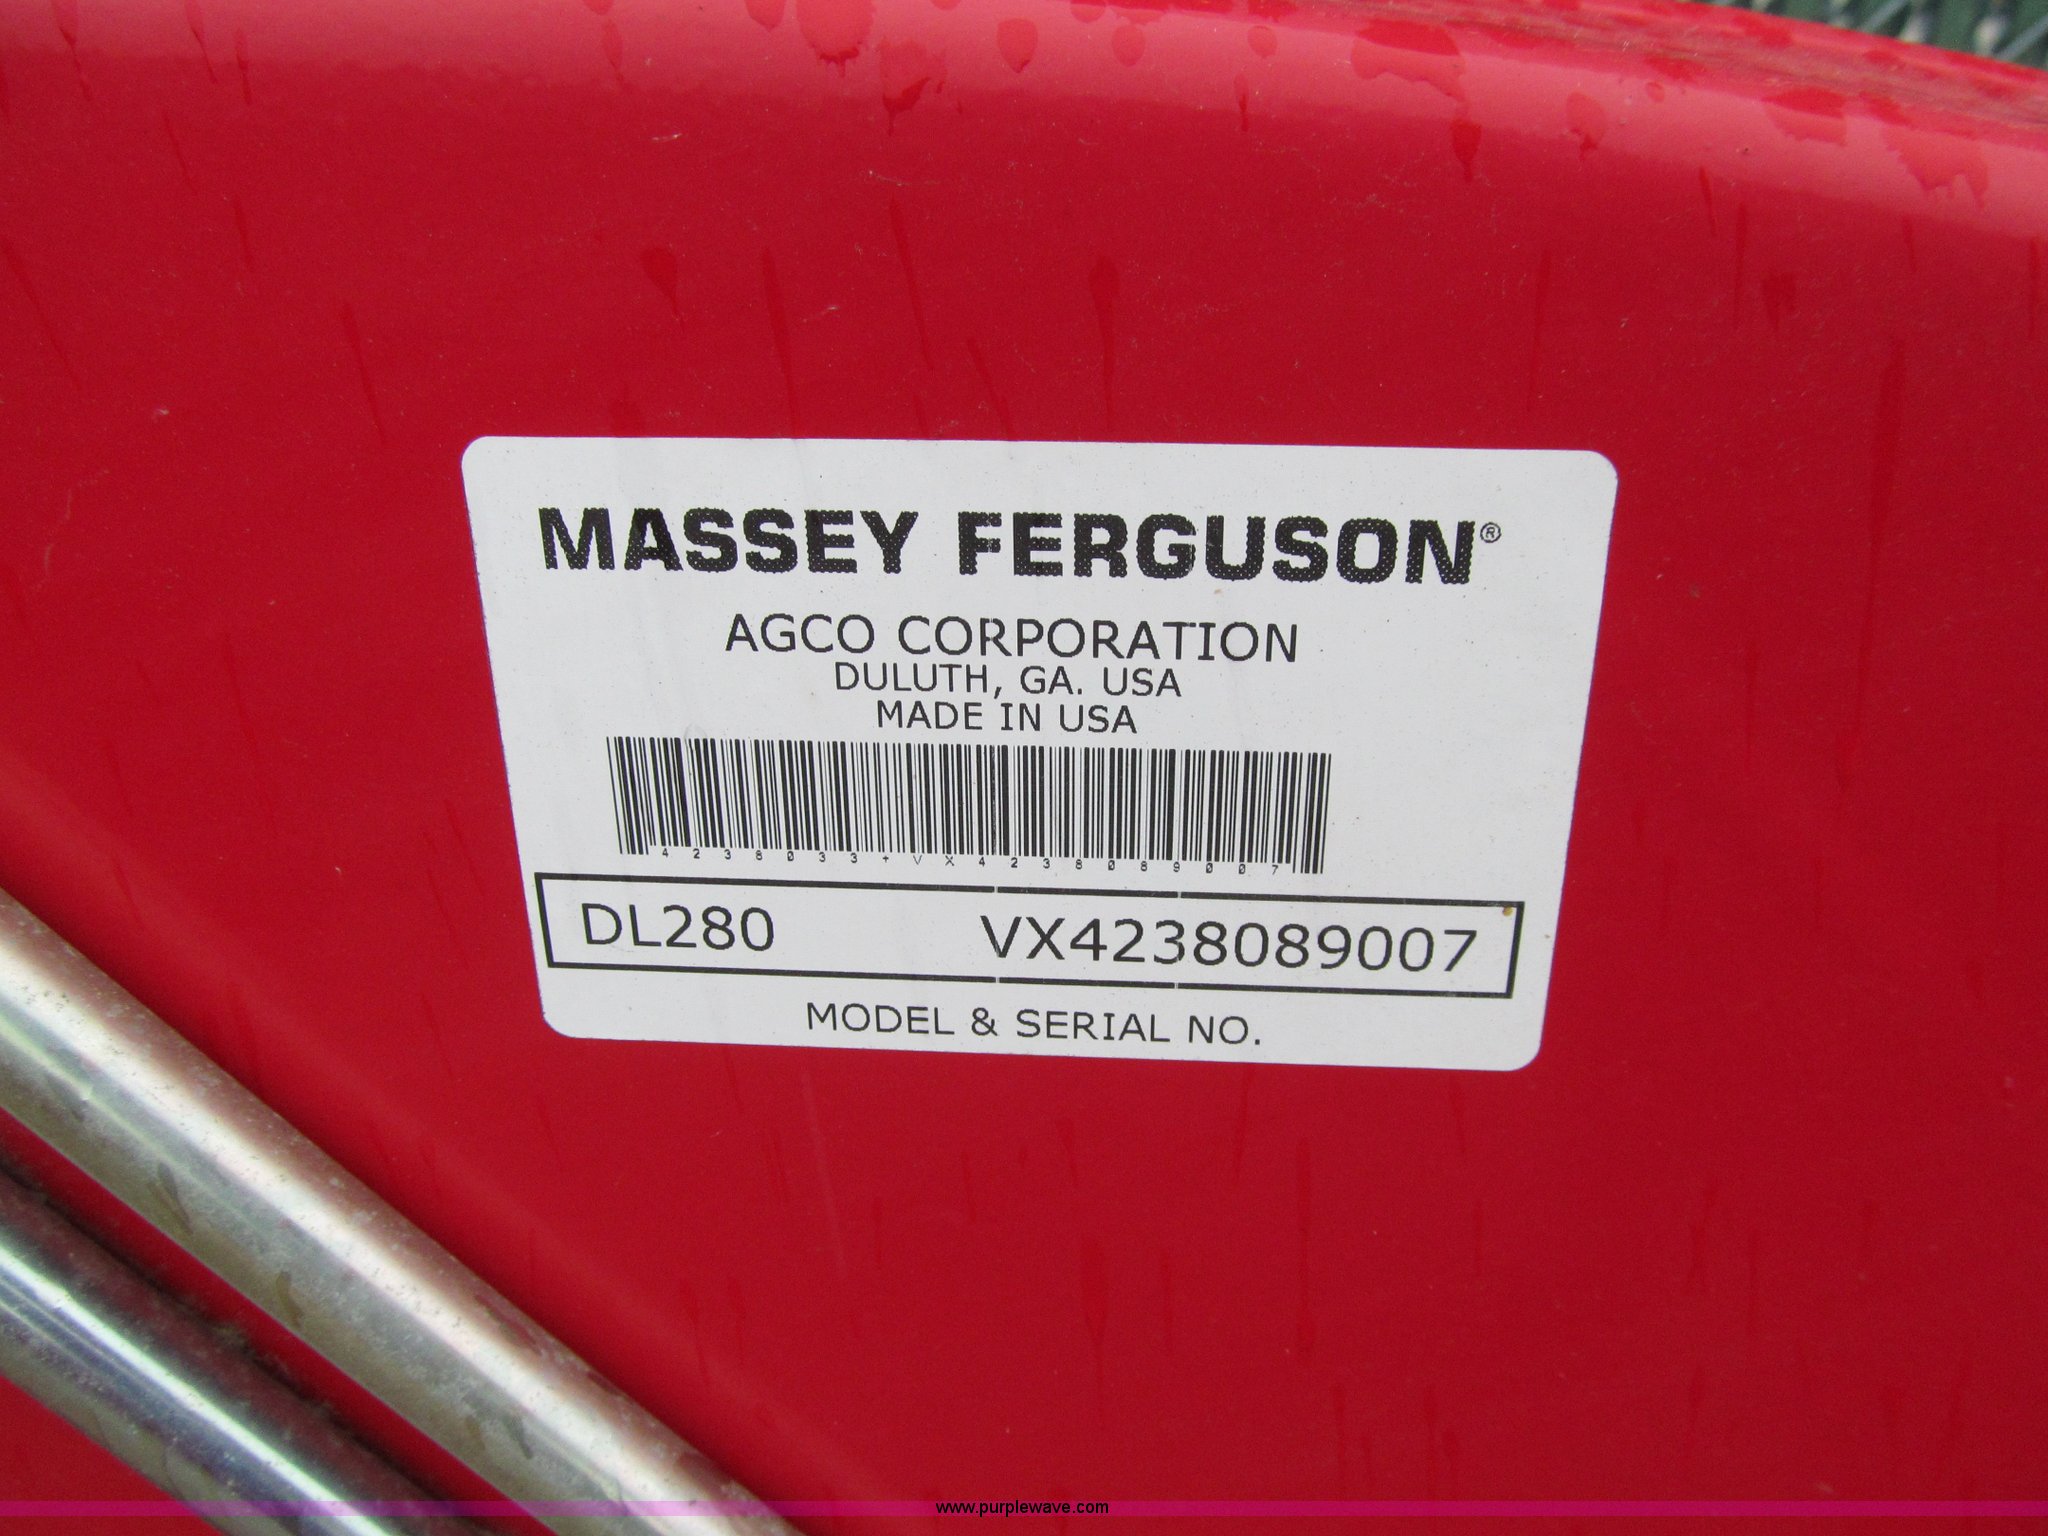 MASSEY FERGUSON®
AGCO CORPORATION
DULUTH, GA. USA
MADE IN USA
4238033+VX4238089007
DL280 VX4238089007
MODEL & SERIAL NO.
www.purplewave.com